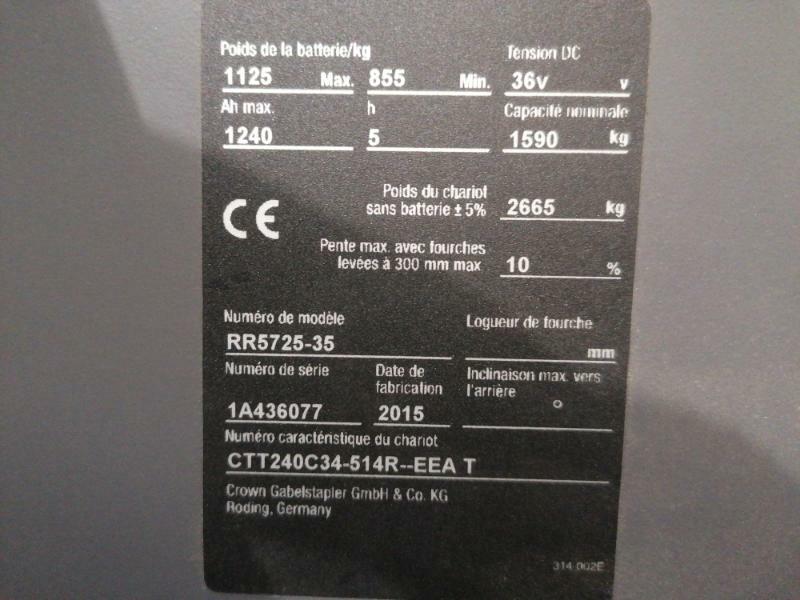 Poids de la batterie/kg Tension DC
1125 Max. 855 Min. 36v v
Ah max. h Capacité nominale
1240 5 1590 kg
CE
Poids du chariot
sans batterie ± 5% 2665 kg
Pente max. avec fourches
levées à 300 mm max 10 %
Numéro de modèle Logueur de fourche
RR5725-35 mm
Numéro de série Date de fabrication Inclinaison max. vers l'arrière
1A436077 2015 °
Numéro caractéristique du chariot
CTT240C34-514R--EEA T
Crown Gabelstapler GmbH & Co. KG
Roding, Germany
314 002E